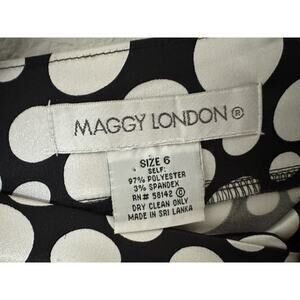 MAGGY LONDON ®
SIZE 6
SELF:
97% POLYESTER
3% SPANDEX
RN# 58142 G
DRY CLEAN ONLY
MADE IN SRI LANKA